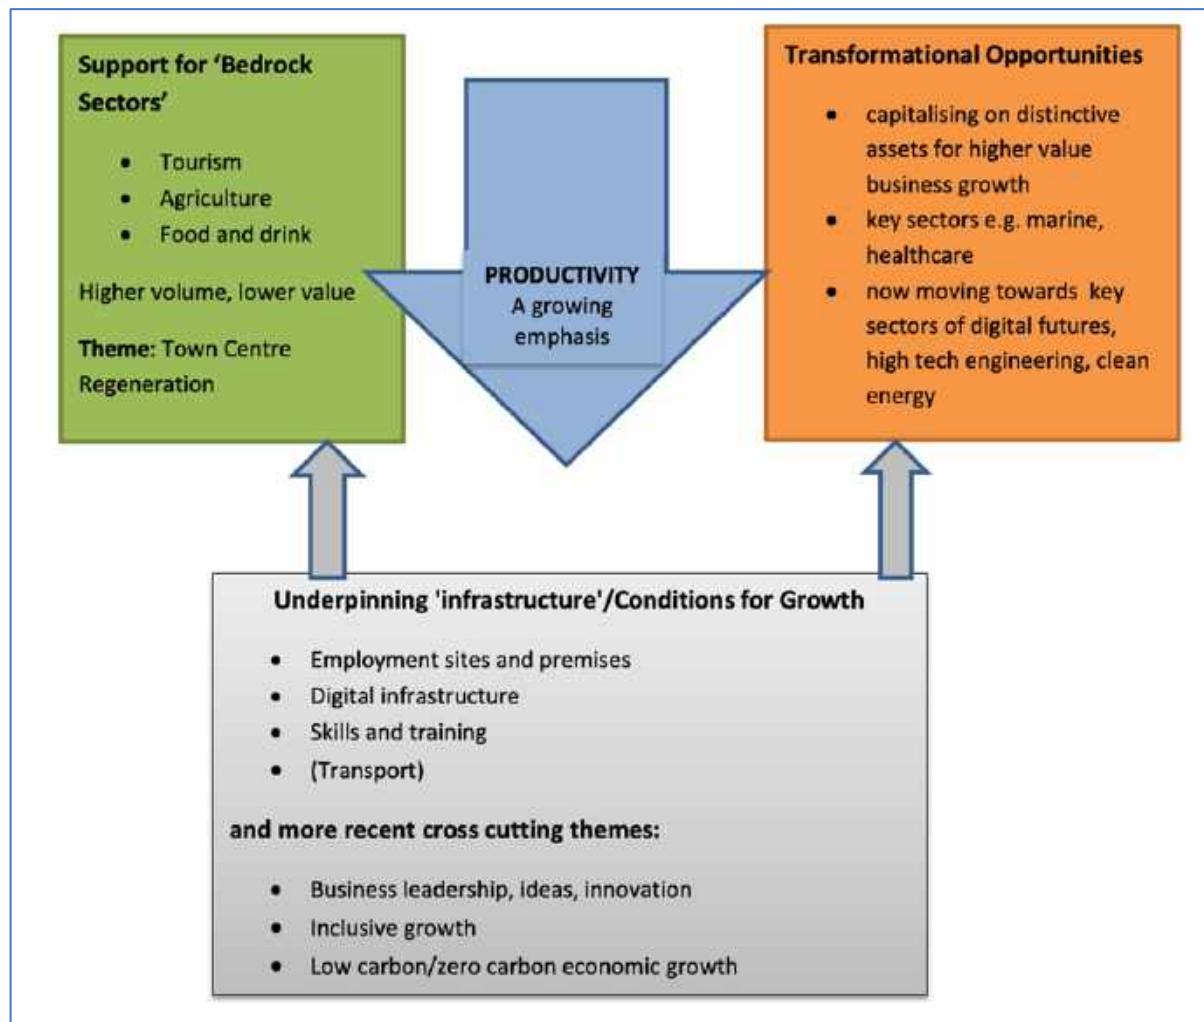 Support for ‘Bedrock
Sectors’
• Tourism
• Agriculture
• Food and drink
Higher volume, lower value
Theme: Town Centre
Regeneration
PRODUCTIVITY
A growing
emphasis
Transformational Opportunities
• capitalising on distinctive
assets for higher value
business growth
• key sectors e.g. marine,
healthcare
• now moving towards key
sectors of digital futures,
high tech engineering, clean
energy
Underpinning 'infrastructure'/Conditions for Growth
• Employment sites and premises
• Digital infrastructure
• Skills and training
• (Transport)
and more recent cross cutting themes:
• Business leadership, ideas, innovation
• Inclusive growth
• Low carbon/zero carbon economic growth